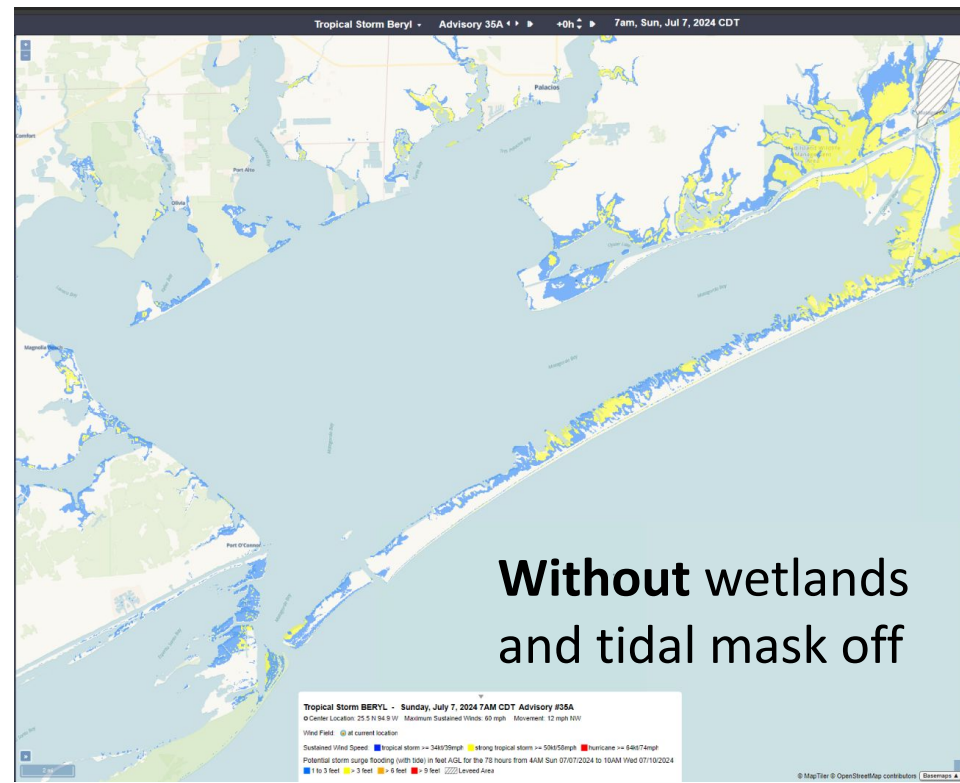 Tropical Storm Beryl - Advisory 35A +0h 7am, Sun, Jul 7, 2024 CDT
Palacios
Comfort
Port Alto
Olivia
Magnolia Beach
Port O'Connor
Matagorda Bay
Without wetlands
and tidal mask off
Tropical Storm BERYL - Sunday, July 7, 2024 7AM CDT Advisory #35A
Center Location: 25.5 N 94.9 W Maximum Sustained Winds: 60 mph Movement: 12 mph NW
Wind Field: at current location
Sustained Wind Speed: tropical storm >= 34kt/39mph strong tropical storm >= 50kt/58mph hurricane >= 64kt/74mph
Potential storm surge flooding (with tide) in feet AGL for the 78 hours from 4AM Sun 07/07/2024 to 10AM Wed 07/10/2024
1 to 3 feet > 3 feet > 6 feet > 9 feet Leveed Area
© MapTiler © OpenStreetMap contributors Basemaps ▲